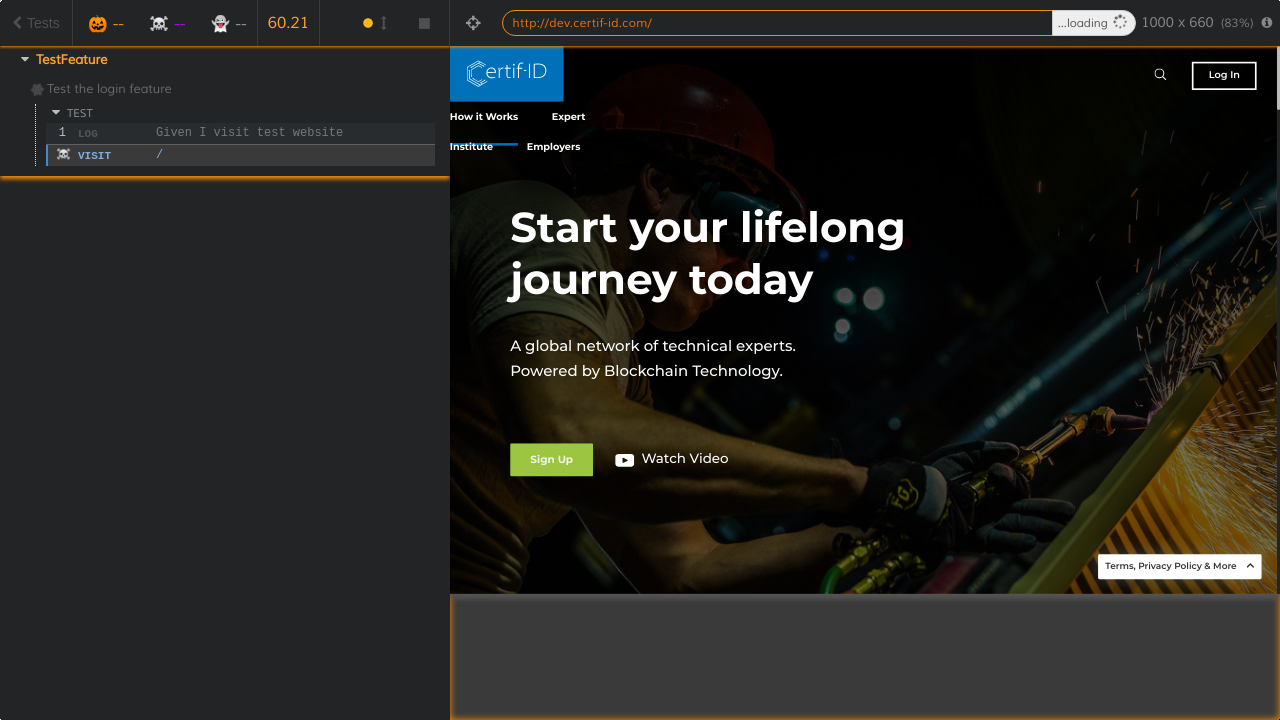 Tests
--
--
--
60.21
http://dev.certif-id.com/
...loading
1000 x 660 (83%)
TestFeature
Test the login feature
TEST
1 LOG Given I visit test website
VISIT /
Certif-ID
Log In
How it Works Expert
Institute Employers
Start your lifelong
journey today
A global network of technical experts.
Powered by Blockchain Technology.
Sign Up
Watch Video
Terms, Privacy Policy & More